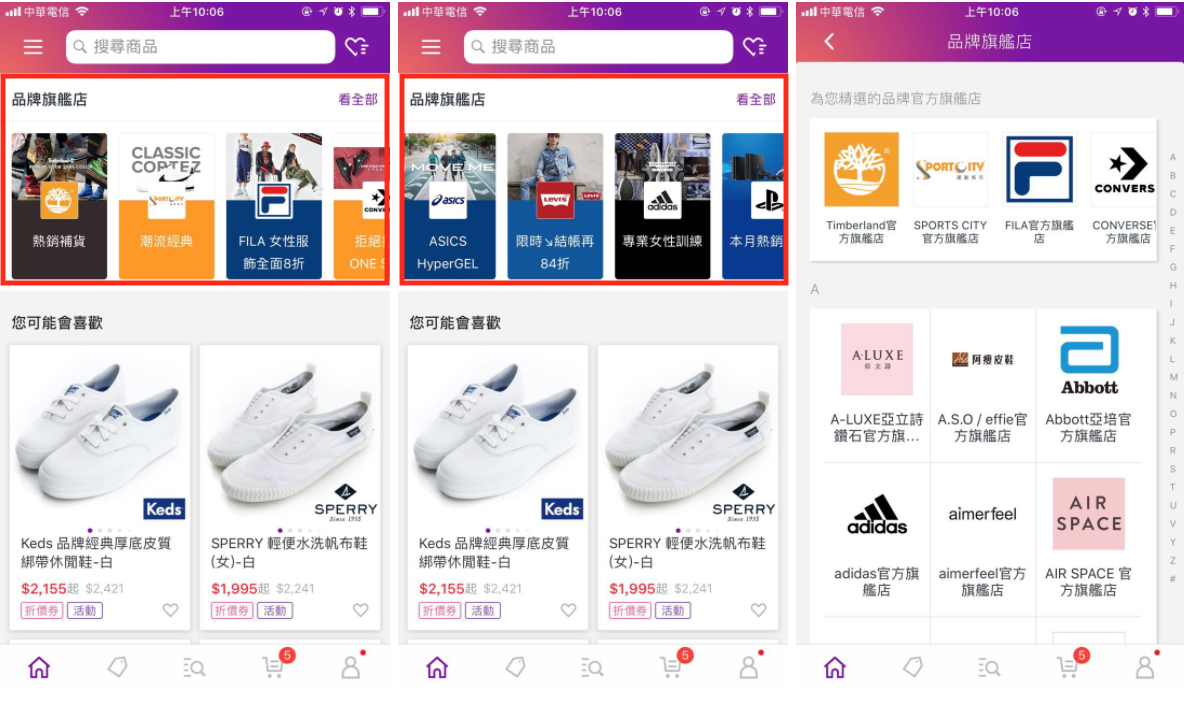 中華電信
上午10:06
搜尋商品
品牌旗艦店
看全部
CLASSIC
CORTEZ
Timberland
SPORTCITY
FILA
CONV
熱銷補貨
潮流經典
FILA 女性服
飾全面8折
拒絕
ONE S
您可能會喜歡
Keds
SPERRY
Since 1935
Keds 品牌經典厚底皮質
綁帶休閒鞋-白
$2,155起 $2,421
折價券 活動
SPERRY 輕便水洗帆布鞋
(女)-白
$1,995起 $2,241
折價券 活動
5
中華電信
上午10:06
搜尋商品
品牌旗艦店
看全部
MOVE ME
asics
LEVI'S
adidas
ASICS
HyperGEL
限時↘結帳再
84折
專業女性訓練
本月熱銷
您可能會喜歡
Keds
SPERRY
Since 1935
Keds 品牌經典厚底皮質
綁帶休閒鞋-白
$2,155起 $2,421
折價券 活動
SPERRY 輕便水洗帆布鞋
(女)-白
$1,995起 $2,241
折價券 活動
5
中華電信
上午10:06
品牌旗艦店
為您精選的品牌官方旗艦店
SPORTCITY
CONVERS
Timberland官
方旗艦店
SPORTS CITY
官方旗艦店
FILA官方旗艦
店
CONVERSE官
方旗艦店
A
A·LUXE
亞立詩
阿瘦皮鞋
Abbott
A-LUXE亞立詩
鑽石官方旗...
A.S.O / effie官
方旗艦店
Abbott亞培官
方旗艦店
adidas
aimerfeel
AIR
SPACE
adidas官方旗
艦店
aimerfeel官方
旗艦店
AIR SPACE 官
方旗艦店
A
B
C
D
E
F
G
H
I
J
K
L
M
N
O
P
R
S
T
U
V
Y
Z
#
5